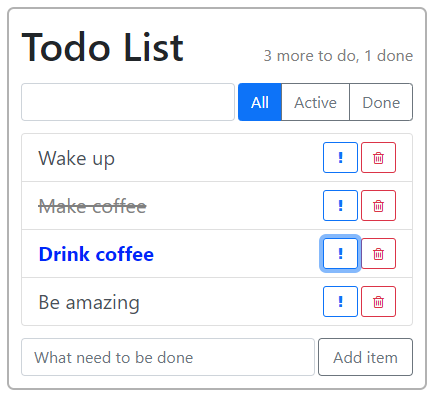 Todo List
3 more to do, 1 done
All Active Done
Wake up !
Make coffee !
Drink coffee !
Be amazing !
What need to be done Add item